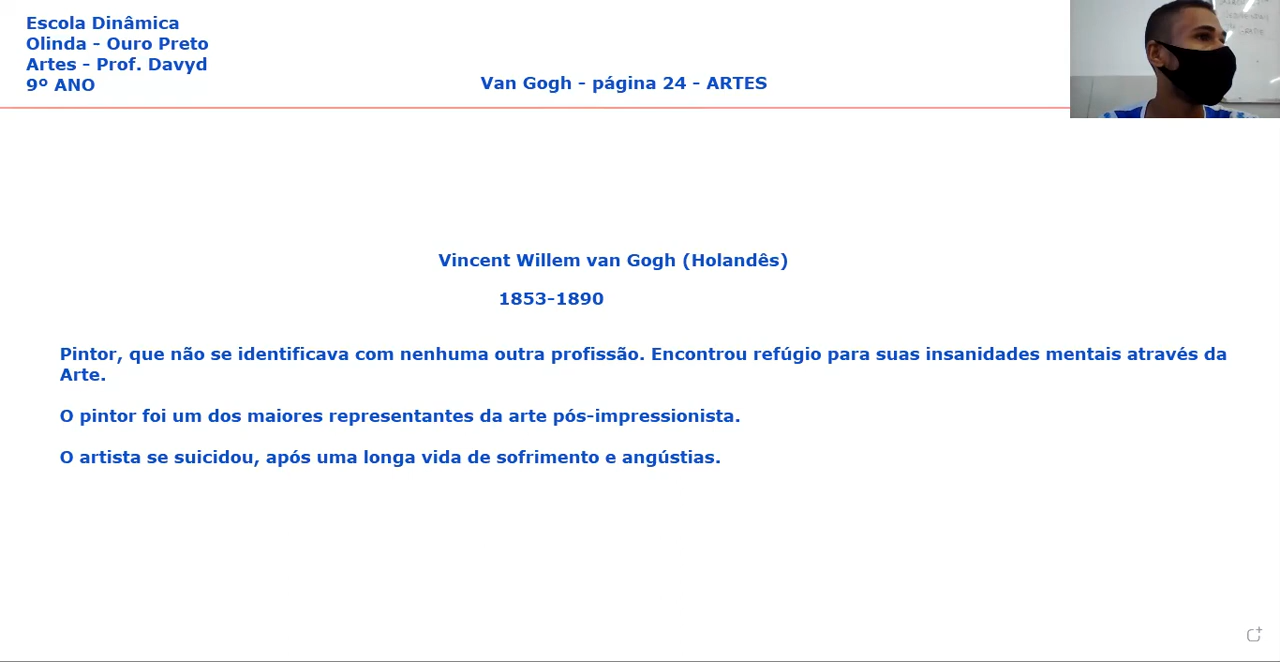 Escola Dinâmica
Olinda - Ouro Preto
Artes - Prof. Davyd
9º ANO
Van Gogh - página 24 - ARTES
Vincent Willem van Gogh (Holandês)
1853-1890
Pintor, que não se identificava com nenhuma outra profissão. Encontrou refúgio para suas insanidades mentais através da
Arte.
O pintor foi um dos maiores representantes da arte pós-impressionista.
O artista se suicidou, após uma longa vida de sofrimento e angústias.